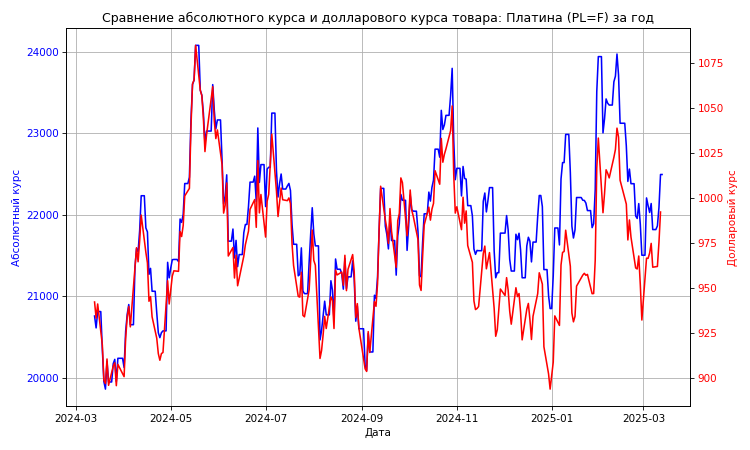 Сравнение абсолютного курса и долларового курса товара: Платина (PL=F) за год
Абсолютный курс
24000
23000
22000
21000
20000
1075
1050
1025
1000
975
950
925
900
Долларовый курс
2024-03 2024-05 2024-07 2024-09 2024-11 2025-01 2025-03
Дата